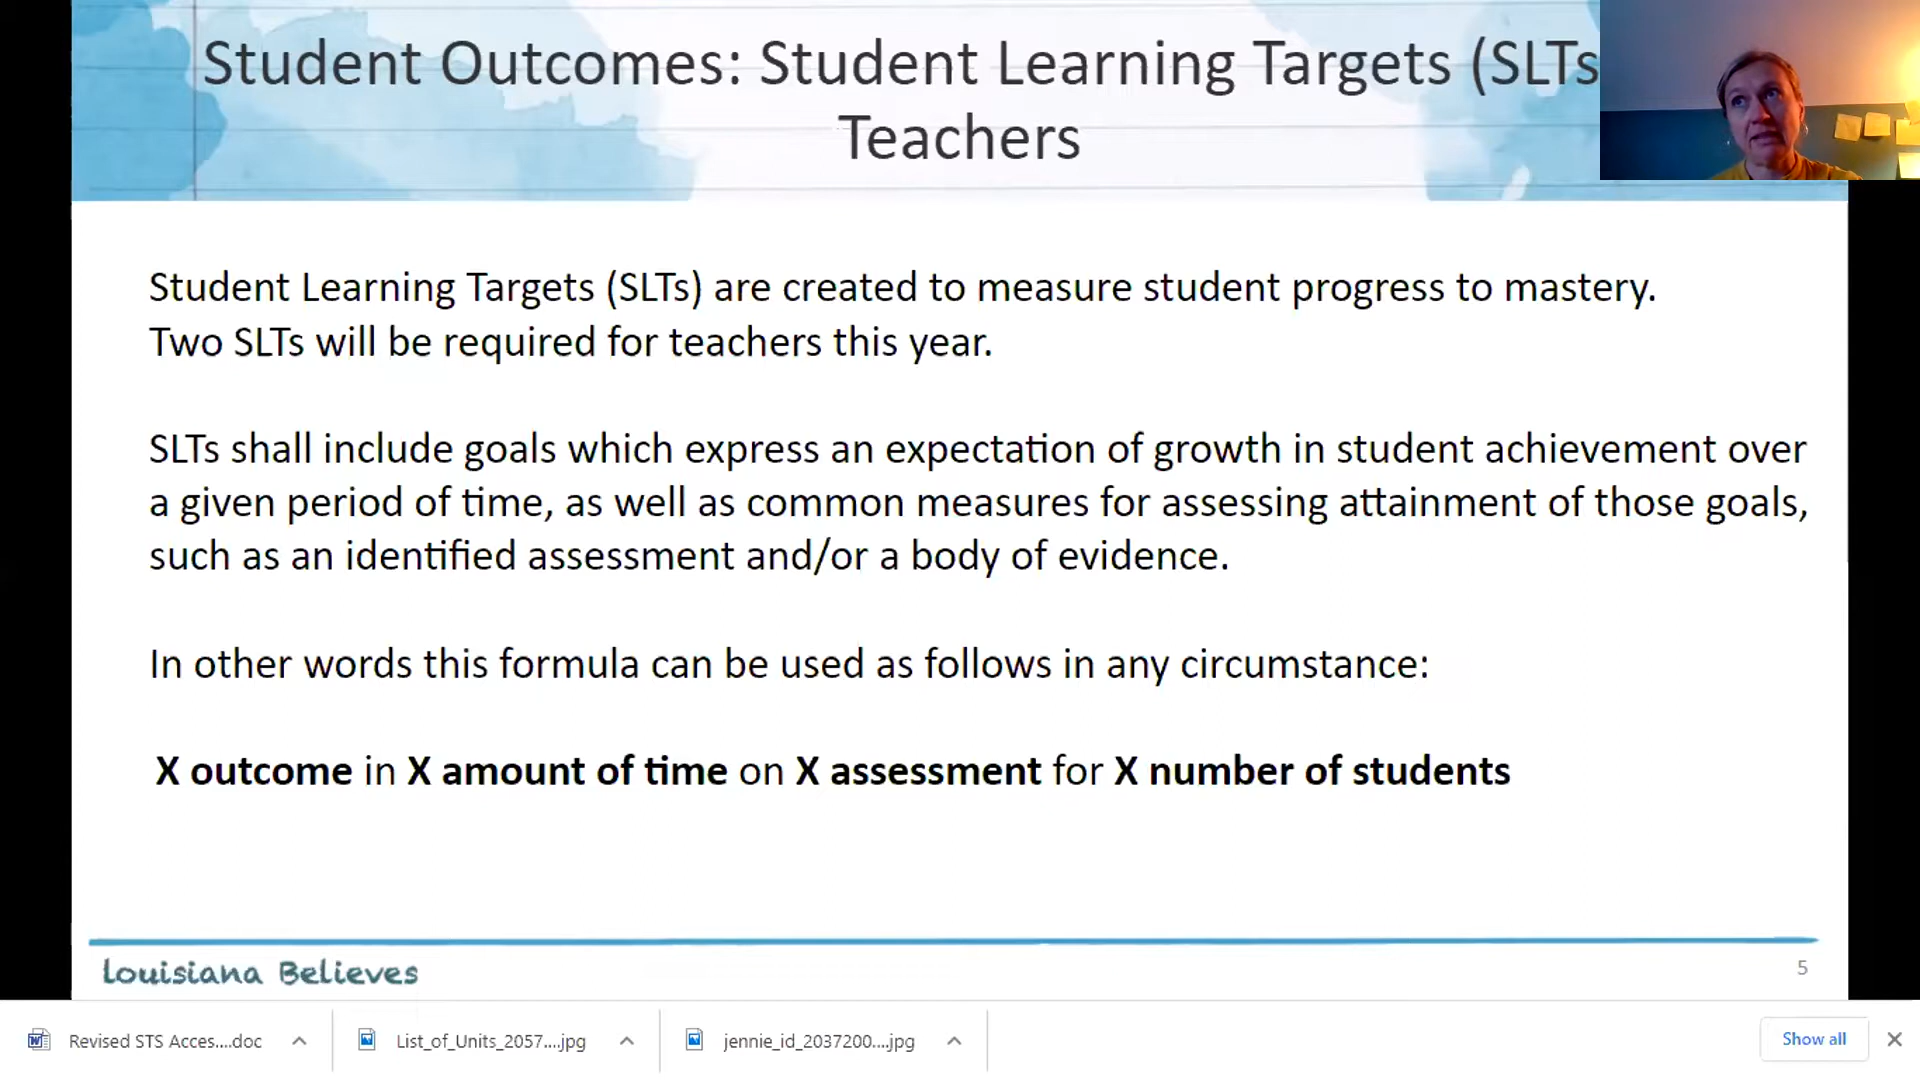 Student Outcomes: Student Learning Targets (SLTs
Teachers
Student Learning Targets (SLTs) are created to measure student progress to mastery.
Two SLTs will be required for teachers this year.
SLTs shall include goals which express an expectation of growth in student achievement over
a given period of time, as well as common measures for assessing attainment of those goals,
such as an identified assessment and/or a body of evidence.
In other words this formula can be used as follows in any circumstance:
X outcome in X amount of time on X assessment for X number of students
Louisiana Believes
5
Revised STS Acces....doc
List_of_Units_2057....jpg
jennie_id_2037200....jpg
Show all